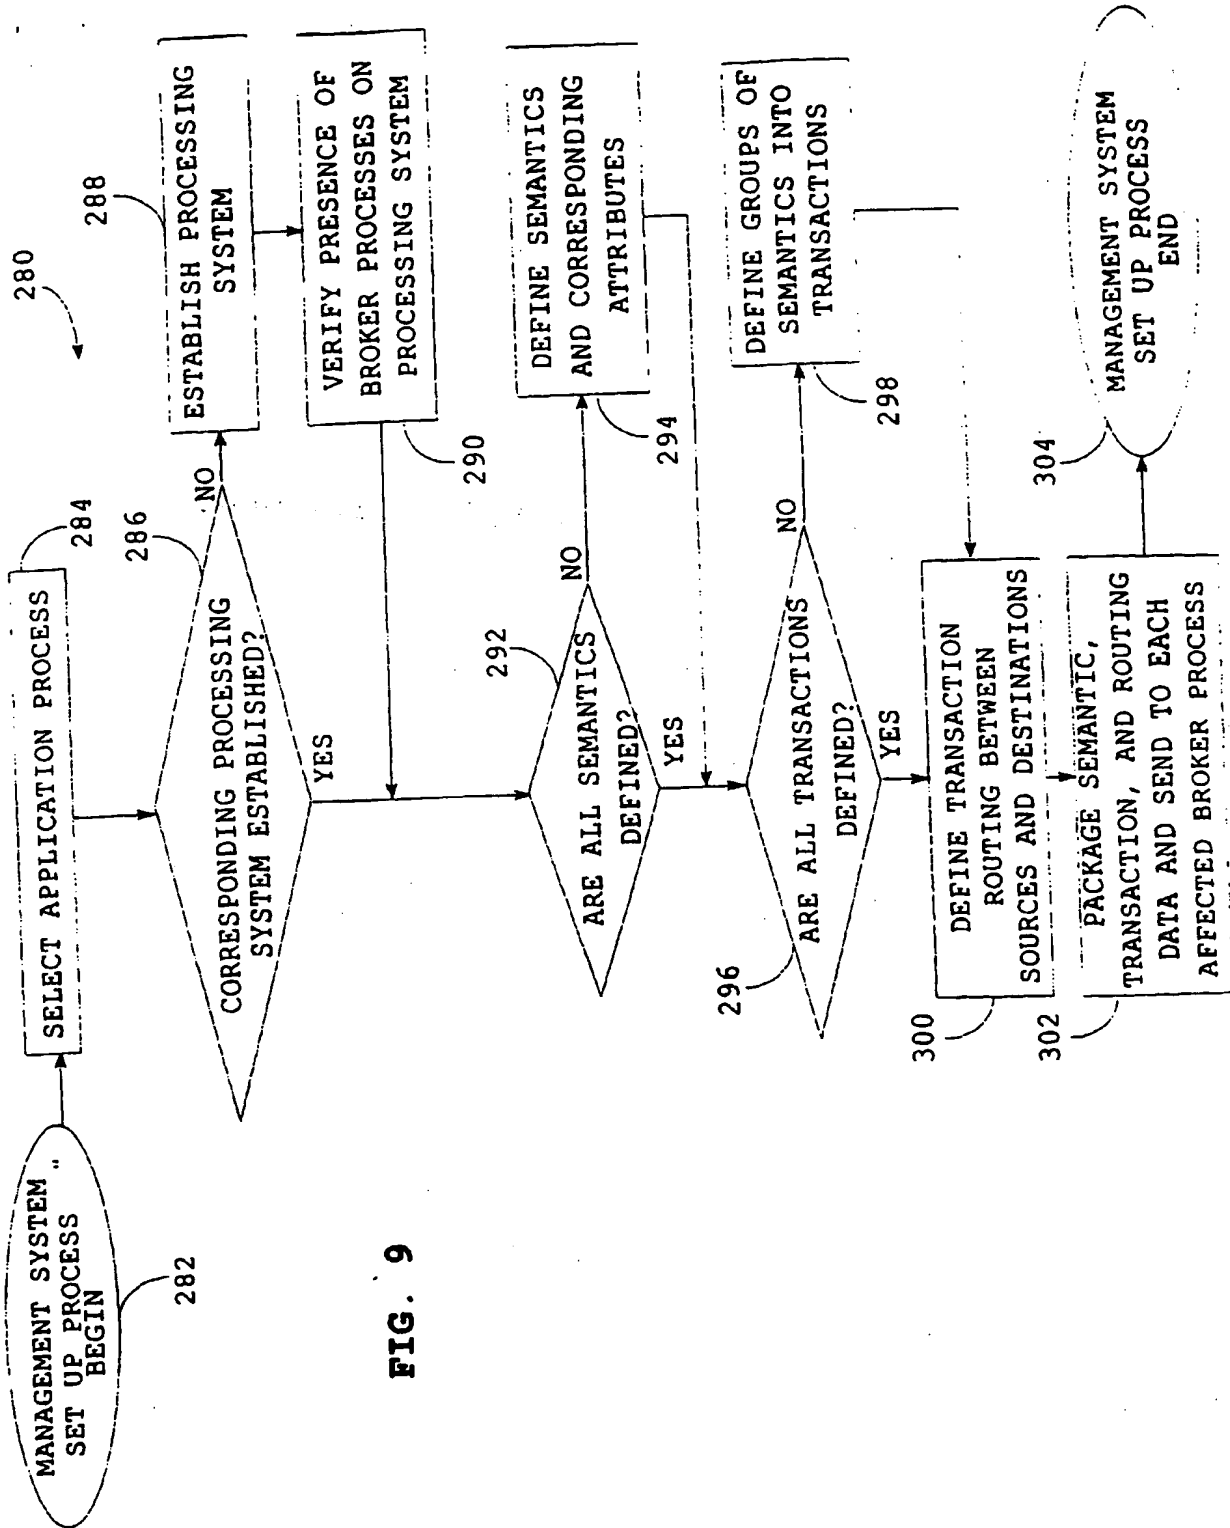 280
MANAGEMENT SYSTEM
SET UP PROCESS
BEGIN
282
SELECT APPLICATION PROCESS
284
CORRESPONDING PROCESSING
SYSTEM ESTABLISHED?
286
NO
YES
ESTABLISH PROCESSING
SYSTEM
288
VERIFY PRESENCE OF
BROKER PROCESSES ON
PROCESSING SYSTEM
290
ARE ALL SEMANTICS
DEFINED?
292
NO
YES
DEFINE SEMANTICS
AND CORRESPONDING
ATTRIBUTES
294
ARE ALL TRANSACTIONS
DEFINED?
296
NO
YES
DEFINE GROUPS OF
SEMANTICS INTO
TRANSACTIONS
298
DEFINE TRANSACTION
ROUTING BETWEEN
SOURCES AND DESTINATIONS
300
PACKAGE SEMANTIC,
TRANSACTION, AND ROUTING
DATA AND SEND TO EACH
AFFECTED BROKER PROCESS
302
MANAGEMENT SYSTEM
SET UP PROCESS
END
304
FIG. 9